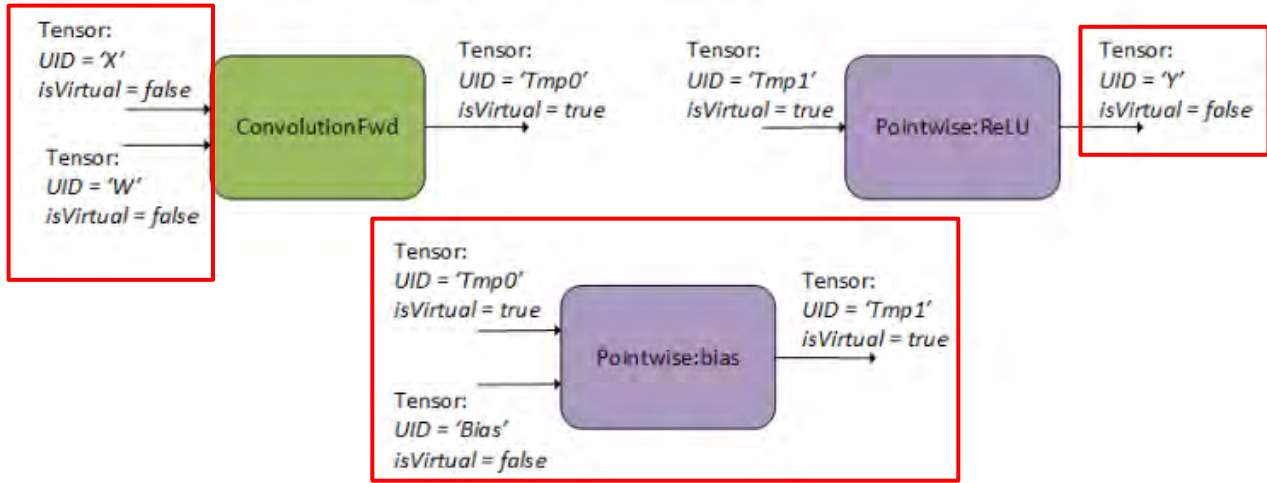 Tensor:
UID = 'X'
isVirtual = false
Tensor:
UID = 'W'
isVirtual = false
ConvolutionFwd
Tensor:
UID = 'Tmp0'
isVirtual = true
Tensor:
UID = 'Tmp1'
isVirtual = true
Pointwise:ReLU
Tensor:
UID = 'Y'
isVirtual = false
Tensor:
UID = 'Tmp0'
isVirtual = true
Tensor:
UID = 'Bias'
isVirtual = false
Pointwise:bias
Tensor:
UID = 'Tmp1'
isVirtual = true